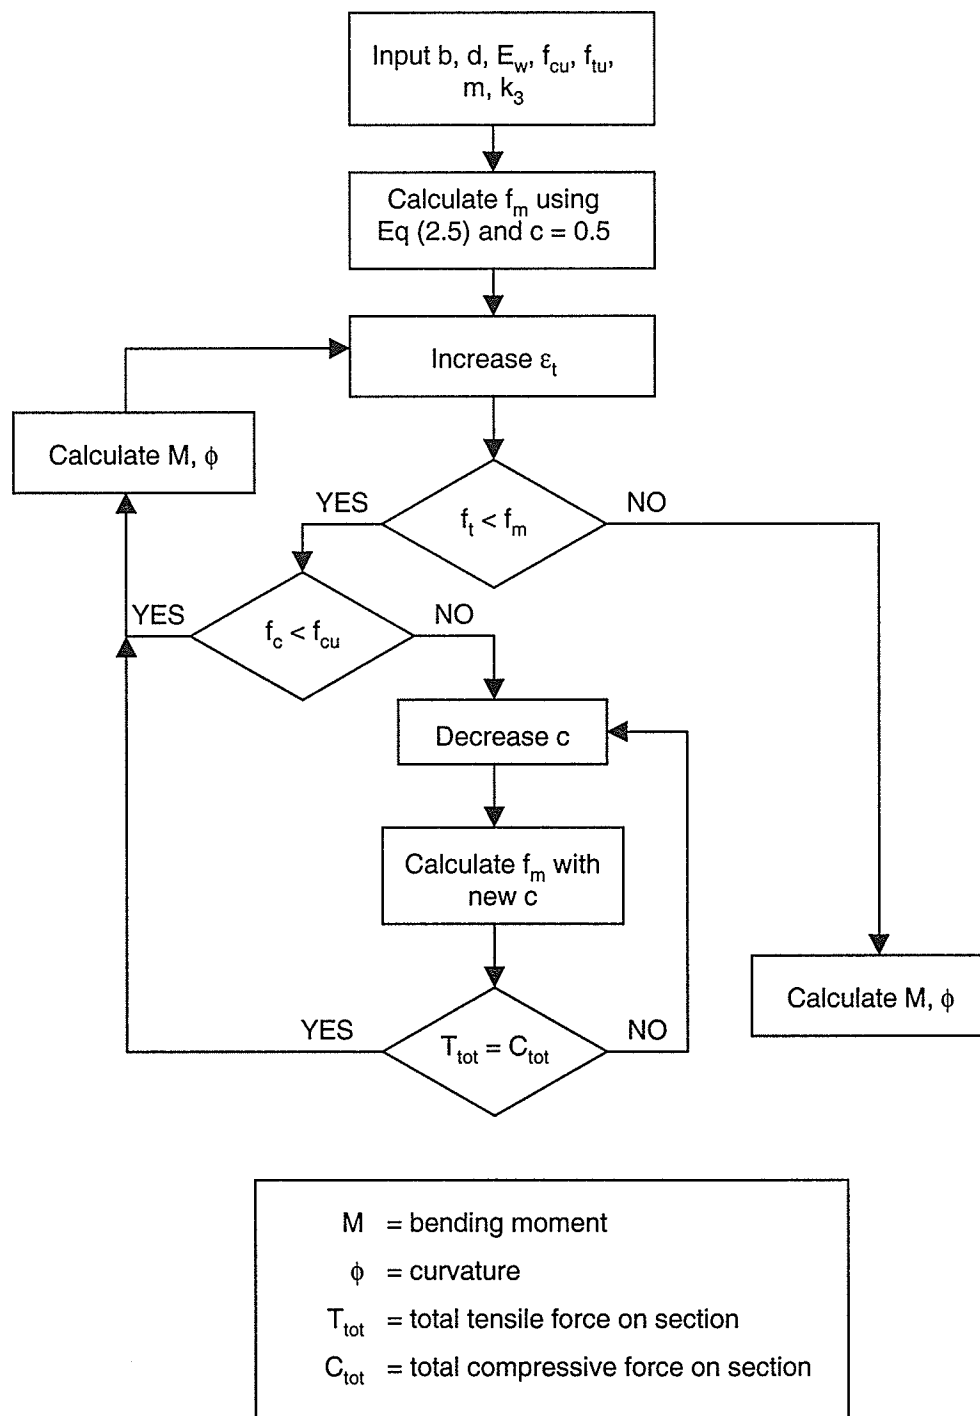 Input b, d, E_w, f_cu, f_tu,
m, k_3
Calculate f_m using
Eq (2.5) and c = 0.5
Increase ε_t
Calculate M, ϕ
YES
f_t < f_m
NO
YES
f_c < f_cu
NO
Decrease c
Calculate f_m with
new c
Calculate M, ϕ
YES
T_tot = C_tot
NO
M = bending moment
ϕ = curvature
T_tot = total tensile force on section
C_tot = total compressive force on section